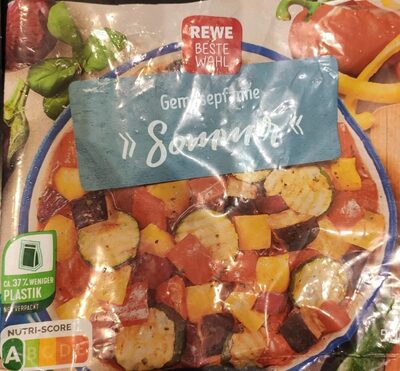 REWE
BESTE
WAHL
Gemüsepfanne
»Sommer«
CA. 37% WENIGER
PLASTIK
NUTRI-SCORE
A B C D E